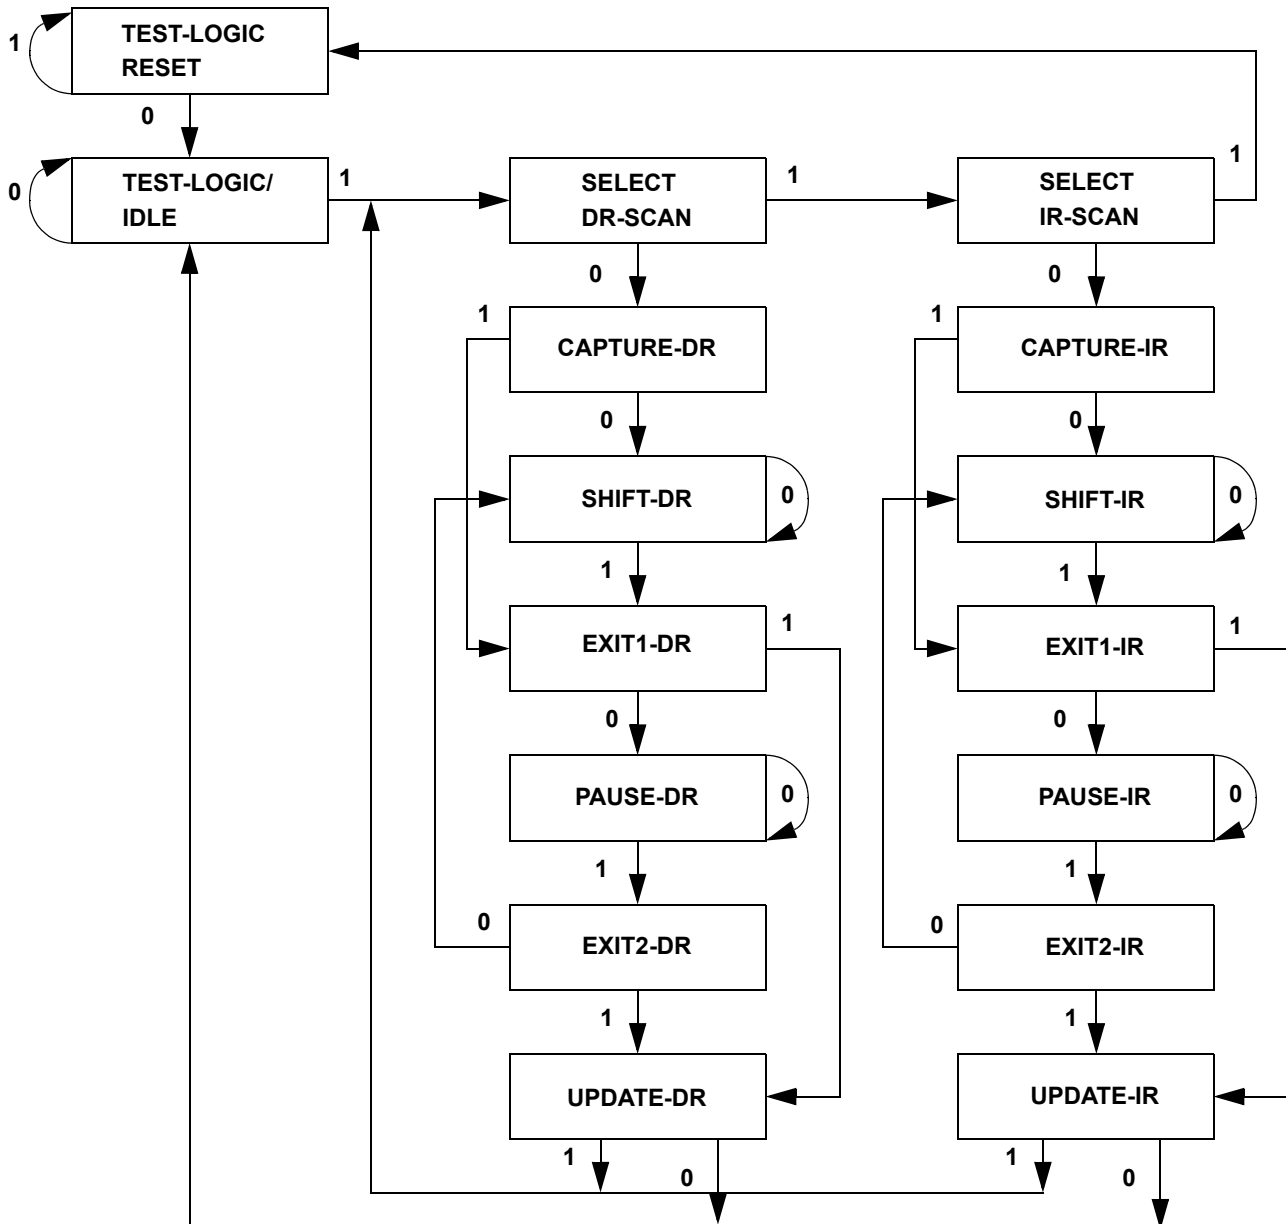 TEST-LOGIC
RESET
1
0
TEST-LOGIC/
IDLE
0
1
SELECT
DR-SCAN
1
SELECT
IR-SCAN
1
0
0
1
CAPTURE-DR
1
CAPTURE-IR
0
0
SHIFT-DR
0
SHIFT-IR
0
1
1
EXIT1-DR
1
EXIT1-IR
1
0
0
PAUSE-DR
0
PAUSE-IR
0
1
1
0
EXIT2-DR
0
EXIT2-IR
1
1
UPDATE-DR
UPDATE-IR
1
0
1
0